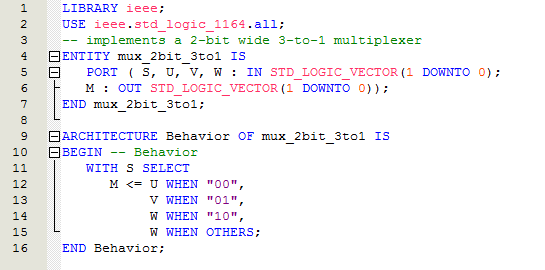 1 LIBRARY ieee;
2 USE ieee.std_logic_1164.all;
3 -- implements a 2-bit wide 3-to-1 multiplexer
4 ENTITY mux_2bit_3to1 IS
5 PORT ( S, U, V, W : IN STD_LOGIC_VECTOR(1 DOWNTO 0);
6 M : OUT STD_LOGIC_VECTOR(1 DOWNTO 0));
7 END mux_2bit_3to1;
8
9 ARCHITECTURE Behavior OF mux_2bit_3to1 IS
10 BEGIN -- Behavior
11 WITH S SELECT
12 M <= U WHEN "00",
13 V WHEN "01",
14 W WHEN "10",
15 W WHEN OTHERS;
16 END Behavior;